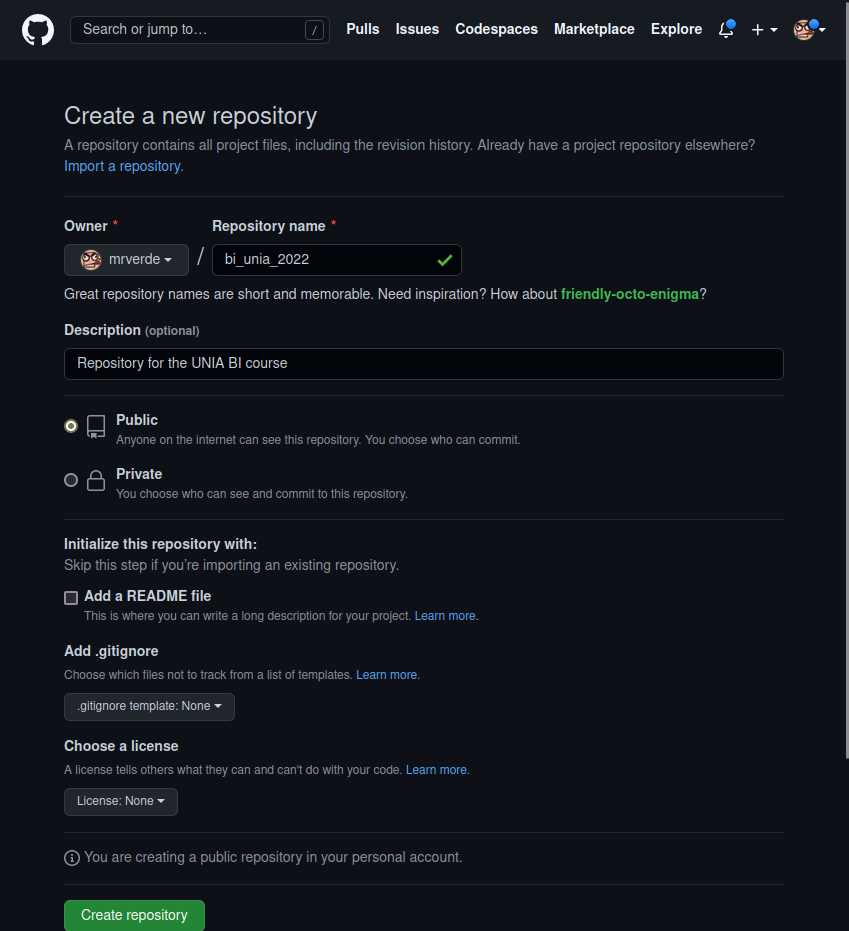 Search or jump to… / Pulls Issues Codespaces Marketplace Explore
Create a new repository
A repository contains all project files, including the revision history. Already have a project repository elsewhere?
Import a repository.
Owner * Repository name *
mrverde / bi_unia_2022
Great repository names are short and memorable. Need inspiration? How about friendly-octo-enigma?
Description (optional)
Repository for the UNIA BI course
Public
Anyone on the internet can see this repository. You choose who can commit.
Private
You choose who can see and commit to this repository.
Initialize this repository with:
Skip this step if you're importing an existing repository.
Add a README file
This is where you can write a long description for your project. Learn more.
Add .gitignore
Choose which files not to track from a list of templates. Learn more.
.gitignore template: None
Choose a license
A license tells others what they can and can't do with your code. Learn more.
License: None
You are creating a public repository in your personal account.
Create repository